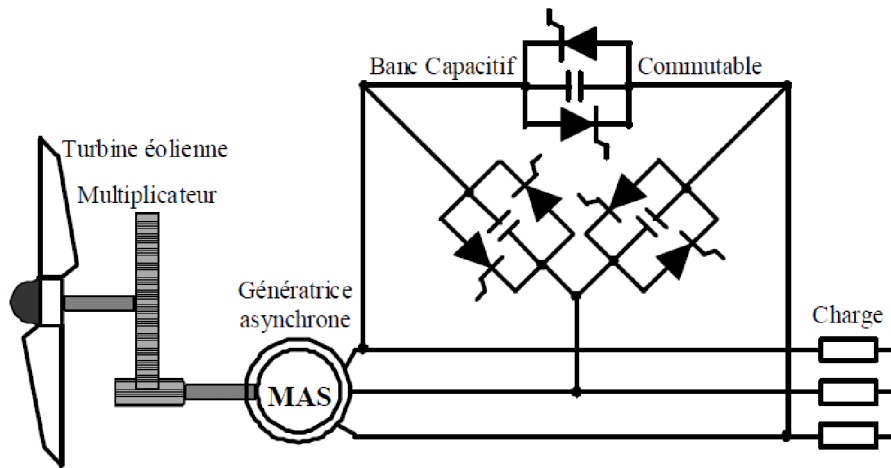 Banc Capacitif
Commutable
Turbine éolienne
Multiplicateur
Génératrice
asynchrone
Charge
MAS